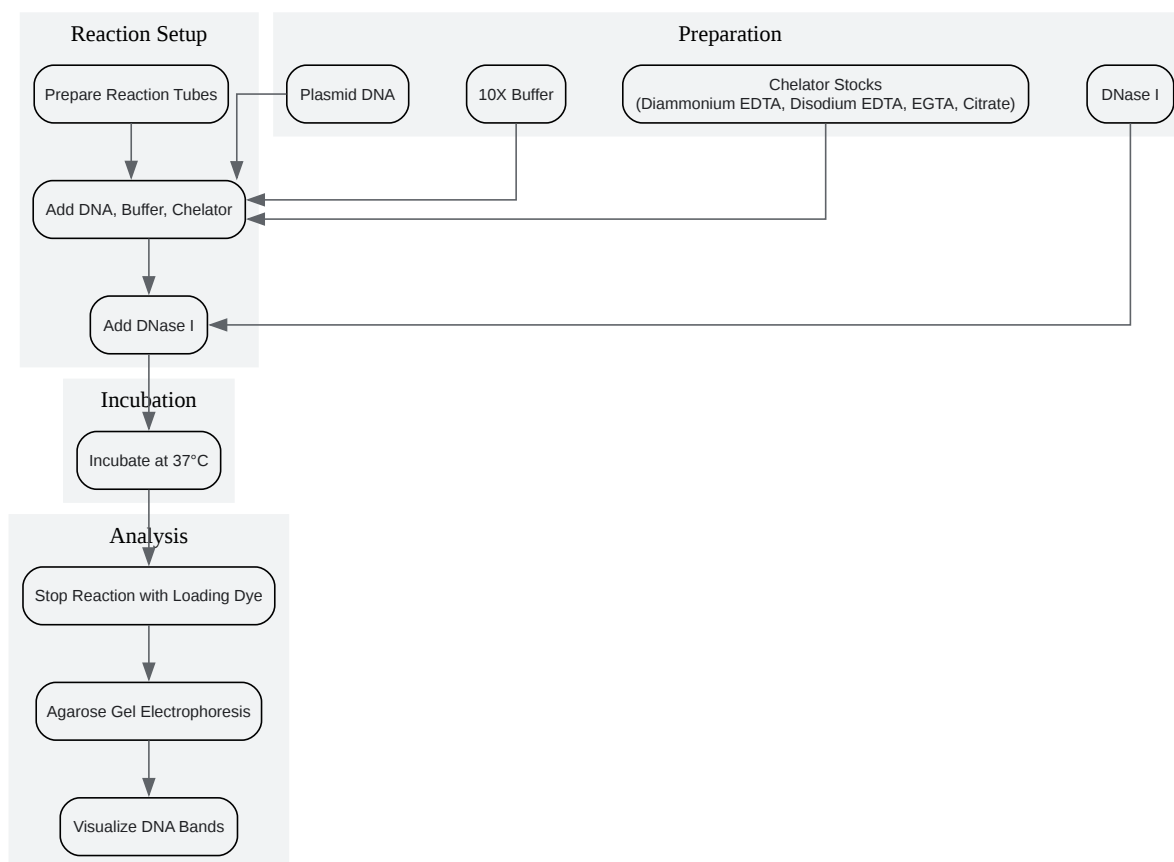 Reaction Setup
Preparation
Prepare Reaction Tubes
Plasmid DNA
10X Buffer
Chelator Stocks
(Diammonium EDTA, Disodium EDTA, EGTA, Citrate)
DNase I
Add DNA, Buffer, Chelator
Add DNase I
Incubation
Incubate at 37°C
Analysis
Stop Reaction with Loading Dye
Agarose Gel Electrophoresis
Visualize DNA Bands